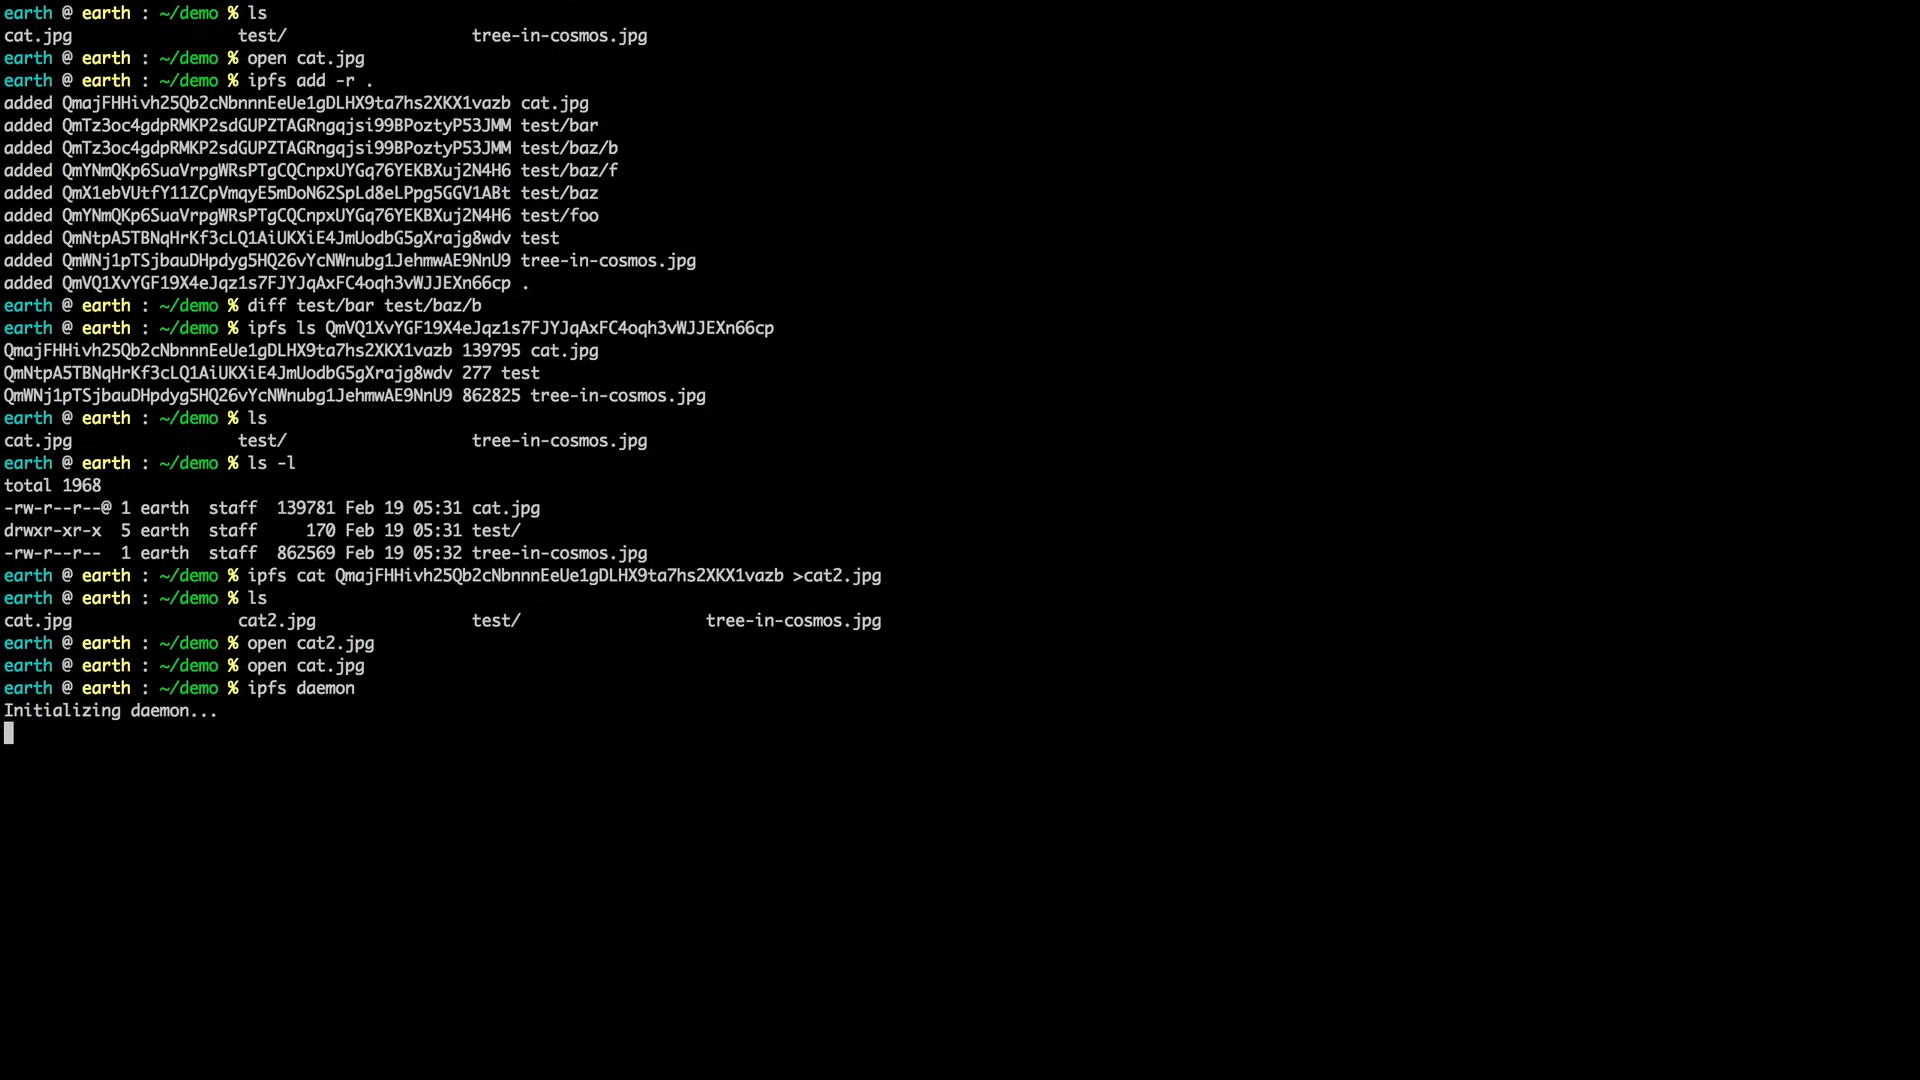 earth @ earth : ~/demo % ls
cat.jpg test/ tree-in-cosmos.jpg
earth @ earth : ~/demo % open cat.jpg
earth @ earth : ~/demo % ipfs add -r .
added QmajFHHivh25Qb2cNbnnnEeUe1gDLHX9ta7hs2XKX1vazb cat.jpg
added QmTz3oc4gdpRMKP2sdGUPZTAGRngqjsi99BPoztyP53JMM test/bar
added QmTz3oc4gdpRMKP2sdGUPZTAGRngqjsi99BPoztyP53JMM test/baz/b
added QmYNmQKp6SuaVrpgWRsPTgCQCnpxUYGq76YEKBXuj2N4H6 test/baz/f
added QmX1ebVUtfY11ZCpVmqyE5mDoN62SpLd8eLPpg5GGV1ABt test/baz
added QmYNmQKp6SuaVrpgWRsPTgCQCnpxUYGq76YEKBXuj2N4H6 test/foo
added QmNtpA5TBNqHrKf3cLQ1AiUKXiE4JmUodbG5gXrajg8wdv test
added QmWNj1pTSjbauDHpdyg5HQ26vYcNWnubg1JehmwAE9NnU9 tree-in-cosmos.jpg
added QmVQ1XvYGF19X4eJqz1s7FJYJqAxFC4oqh3vWJJEXn66cp .
earth @ earth : ~/demo % diff test/bar test/baz/b
earth @ earth : ~/demo % ipfs ls QmVQ1XvYGF19X4eJqz1s7FJYJqAxFC4oqh3vWJJEXn66cp
QmajFHHivh25Qb2cNbnnnEeUe1gDLHX9ta7hs2XKX1vazb 139795 cat.jpg
QmNtpA5TBNqHrKf3cLQ1AiUKXiE4JmUodbG5gXrajg8wdv 277 test
QmWNj1pTSjbauDHpdyg5HQ26vYcNWnubg1JehmwAE9NnU9 862825 tree-in-cosmos.jpg
earth @ earth : ~/demo % ls
cat.jpg test/ tree-in-cosmos.jpg
earth @ earth : ~/demo % ls -l
total 1968
-rw-r--r--@ 1 earth staff 139781 Feb 19 05:31 cat.jpg
drwxr-xr-x 5 earth staff 170 Feb 19 05:31 test/
-rw-r--r-- 1 earth staff 862569 Feb 19 05:32 tree-in-cosmos.jpg
earth @ earth : ~/demo % ipfs cat QmajFHHivh25Qb2cNbnnnEeUe1gDLHX9ta7hs2XKX1vazb >cat2.jpg
earth @ earth : ~/demo % ls
cat.jpg cat2.jpg test/ tree-in-cosmos.jpg
earth @ earth : ~/demo % open cat2.jpg
earth @ earth : ~/demo % open cat.jpg
earth @ earth : ~/demo % ipfs daemon
Initializing daemon...